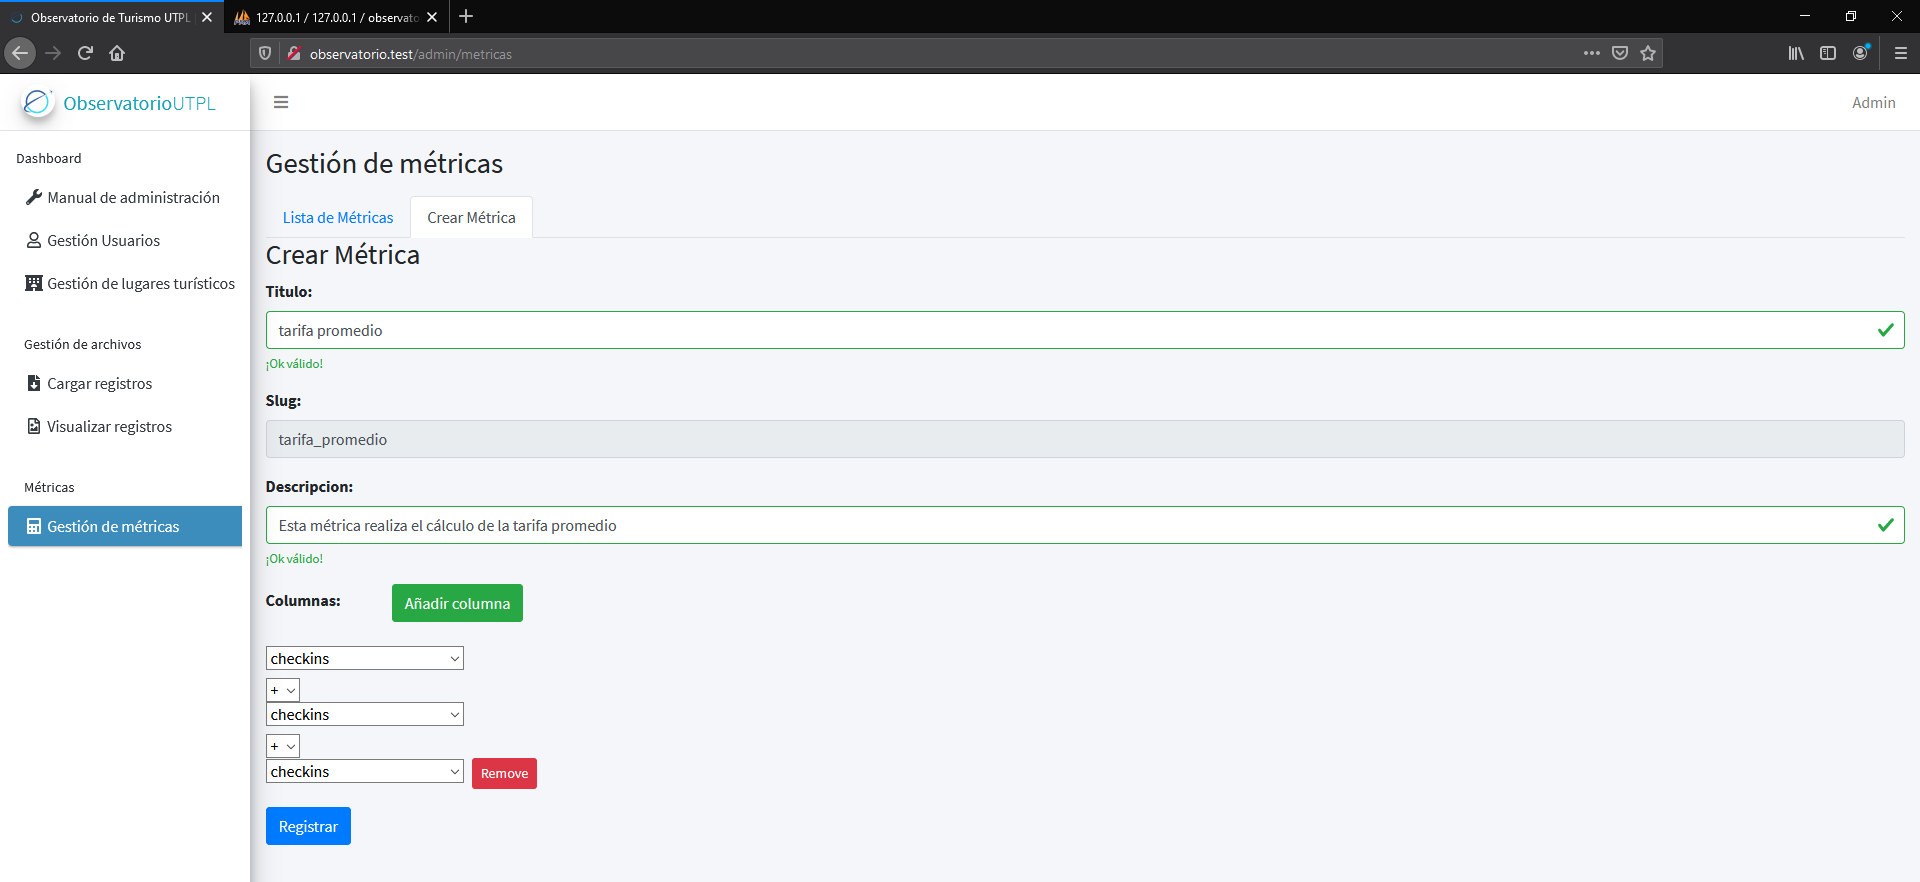 Observatorio de Turismo UTPL
127.0.0.1 / 127.0.0.1 / observato
observatorio.test/admin/metricas
ObservatorioUTPL
Admin
Dashboard
Manual de administración
Gestión Usuarios
Gestión de lugares turísticos
Gestión de archivos
Cargar registros
Visualizar registros
Métricas
Gestión de métricas
Gestión de métricas
Lista de Métricas
Crear Métrica
Crear Métrica
Titulo:
tarifa promedio
¡Ok válido!
Slug:
tarifa_promedio
Descripcion:
Esta métrica realiza el cálculo de la tarifa promedio
¡Ok válido!
Columnas:
Añadir columna
checkins
+
checkins
+
checkins
Remove
Registrar